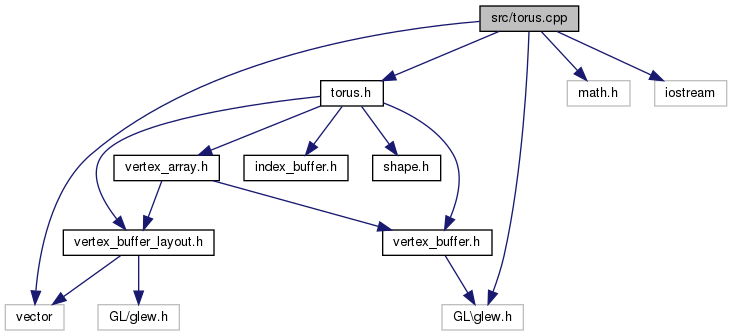 src/torus.cpp
torus.h
math.h
iostream
vertex_array.h
index_buffer.h
shape.h
vertex_buffer_layout.h
vertex_buffer.h
vector
GL/glew.h
GL\glew.h